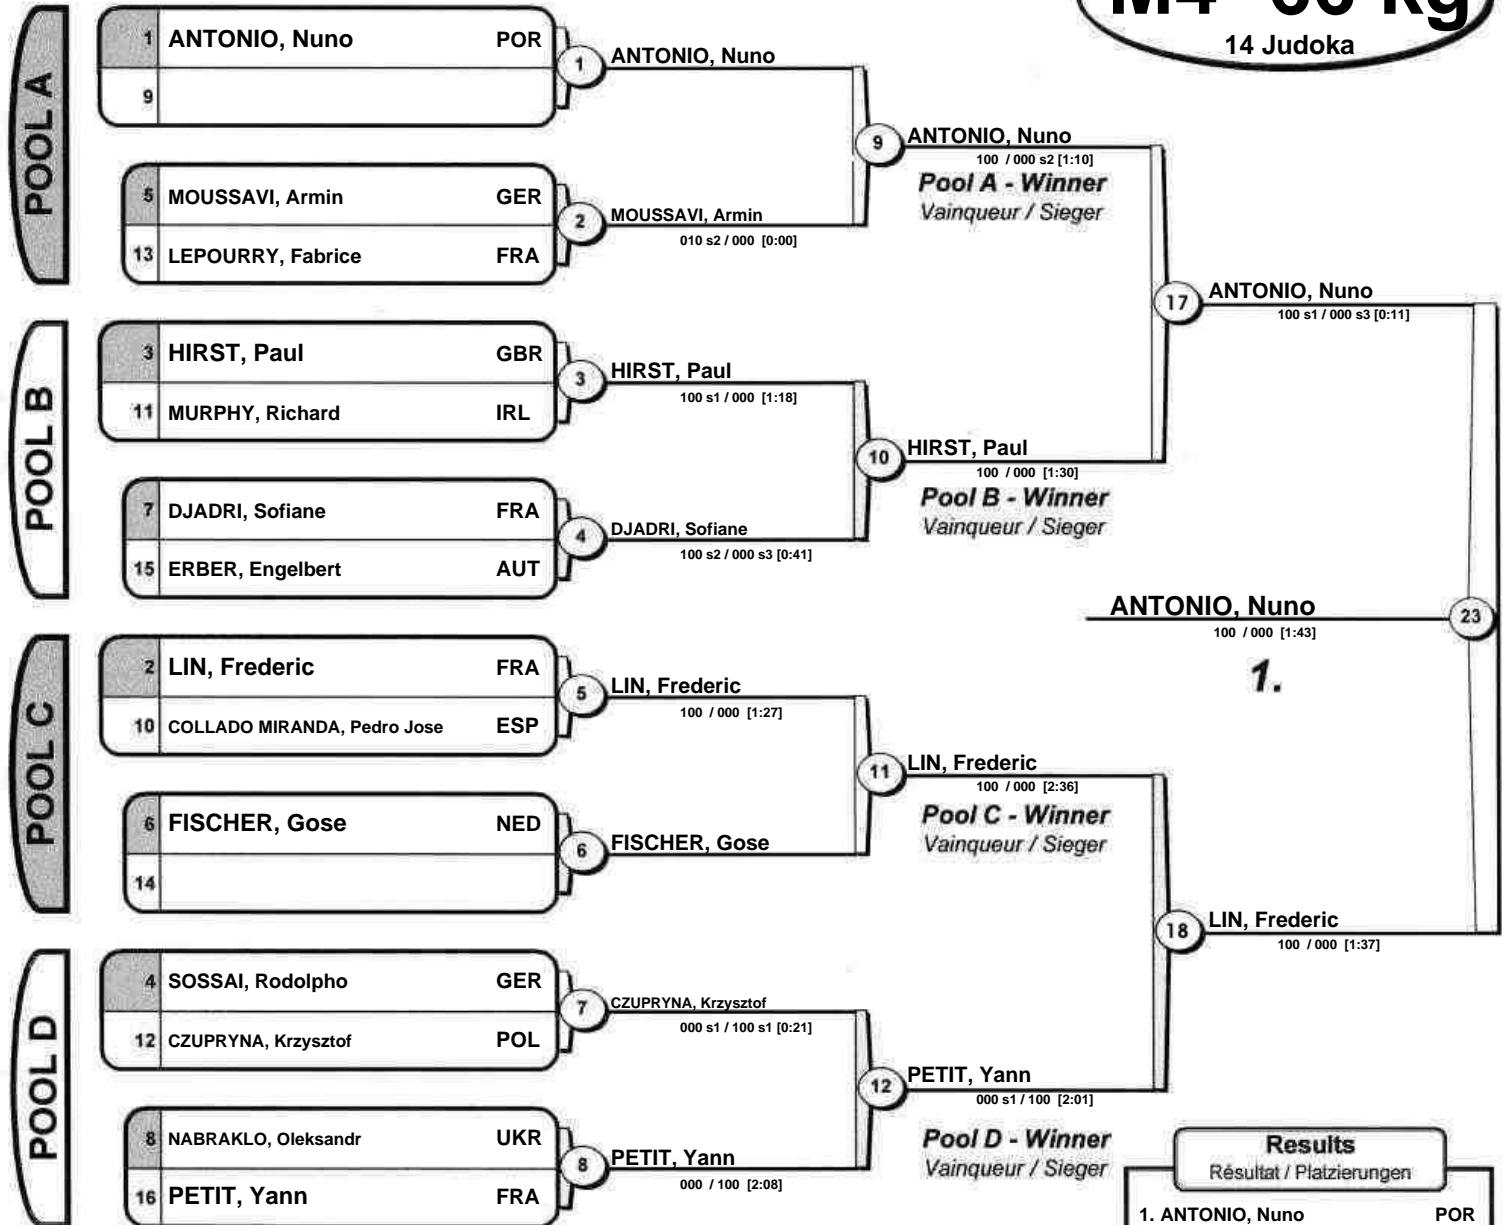 M4 -66 kg
14 Judoka
POOL A
1 ANTONIO, Nuno POR
9
1 ANTONIO, Nuno
5 MOUSSAVI, Armin GER
13 LEPOURRY, Fabrice FRA
2 MOUSSAVI, Armin
010 s2 / 000 [0:00]
9 ANTONIO, Nuno
100 / 000 s2 [1:10]
Pool A - Winner
Vainqueur / Sieger
POOL B
3 HIRST, Paul GBR
11 MURPHY, Richard IRL
3 HIRST, Paul
100 s1 / 000 [1:18]
7 DJADRI, Sofiane FRA
15 ERBER, Engelbert AUT
4 DJADRI, Sofiane
100 s2 / 000 s3 [0:41]
10 HIRST, Paul
100 / 000 [1:30]
Pool B - Winner
Vainqueur / Sieger
17 ANTONIO, Nuno
100 s1 / 000 s3 [0:11]
ANTONIO, Nuno 23
100 / 000 [1:43]
1.
POOL C
2 LIN, Frederic FRA
10 COLLADO MIRANDA, Pedro Jose ESP
5 LIN, Frederic
100 / 000 [1:27]
6 FISCHER, Gose NED
14
6 FISCHER, Gose
11 LIN, Frederic
100 / 000 [2:36]
Pool C - Winner
Vainqueur / Sieger
18 LIN, Frederic
100 / 000 [1:37]
POOL D
4 SOSSAI, Rodolpho GER
12 CZUPRYNA, Krzysztof POL
7 CZUPRYNA, Krzysztof
000 s1 / 100 s1 [0:21]
8 NABRAKLO, Oleksandr UKR
16 PETIT, Yann FRA
8 PETIT, Yann
000 / 100 [2:08]
12 PETIT, Yann
000 s1 / 100 [2:01]
Pool D - Winner
Vainqueur / Sieger
Results
Résultat / Platzierungen
1. ANTONIO, Nuno POR